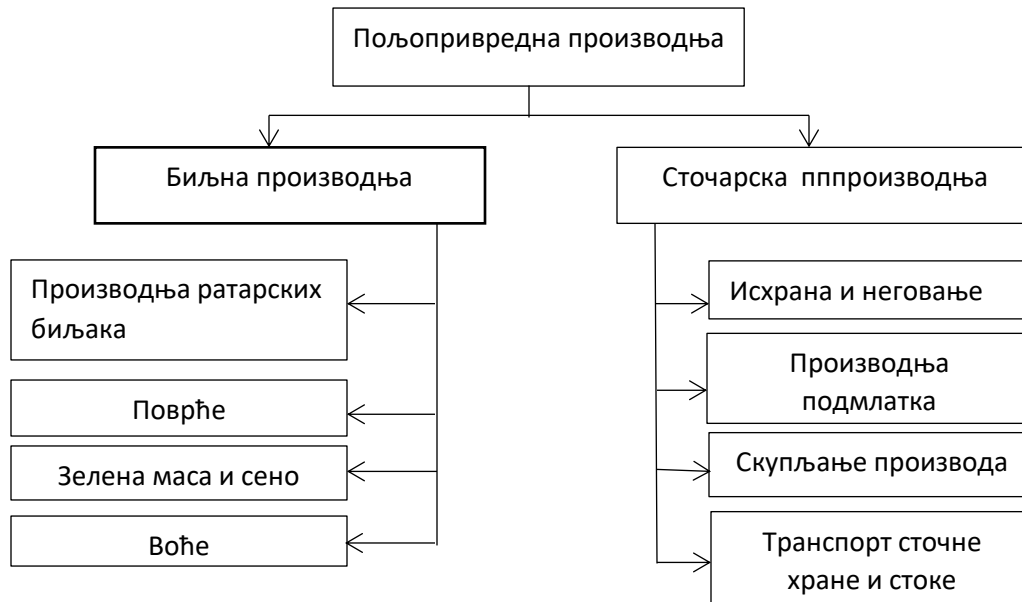 Пољопривредна производња
Биљна производња
Сточарска пппроизводња
Производња ратарских
биљака
Поврће
Зелена маса и сено
Воће
Исхрана и неговање
Производња
подмлатка
Скупљање производа
Транспорт сточне
хране и стоке